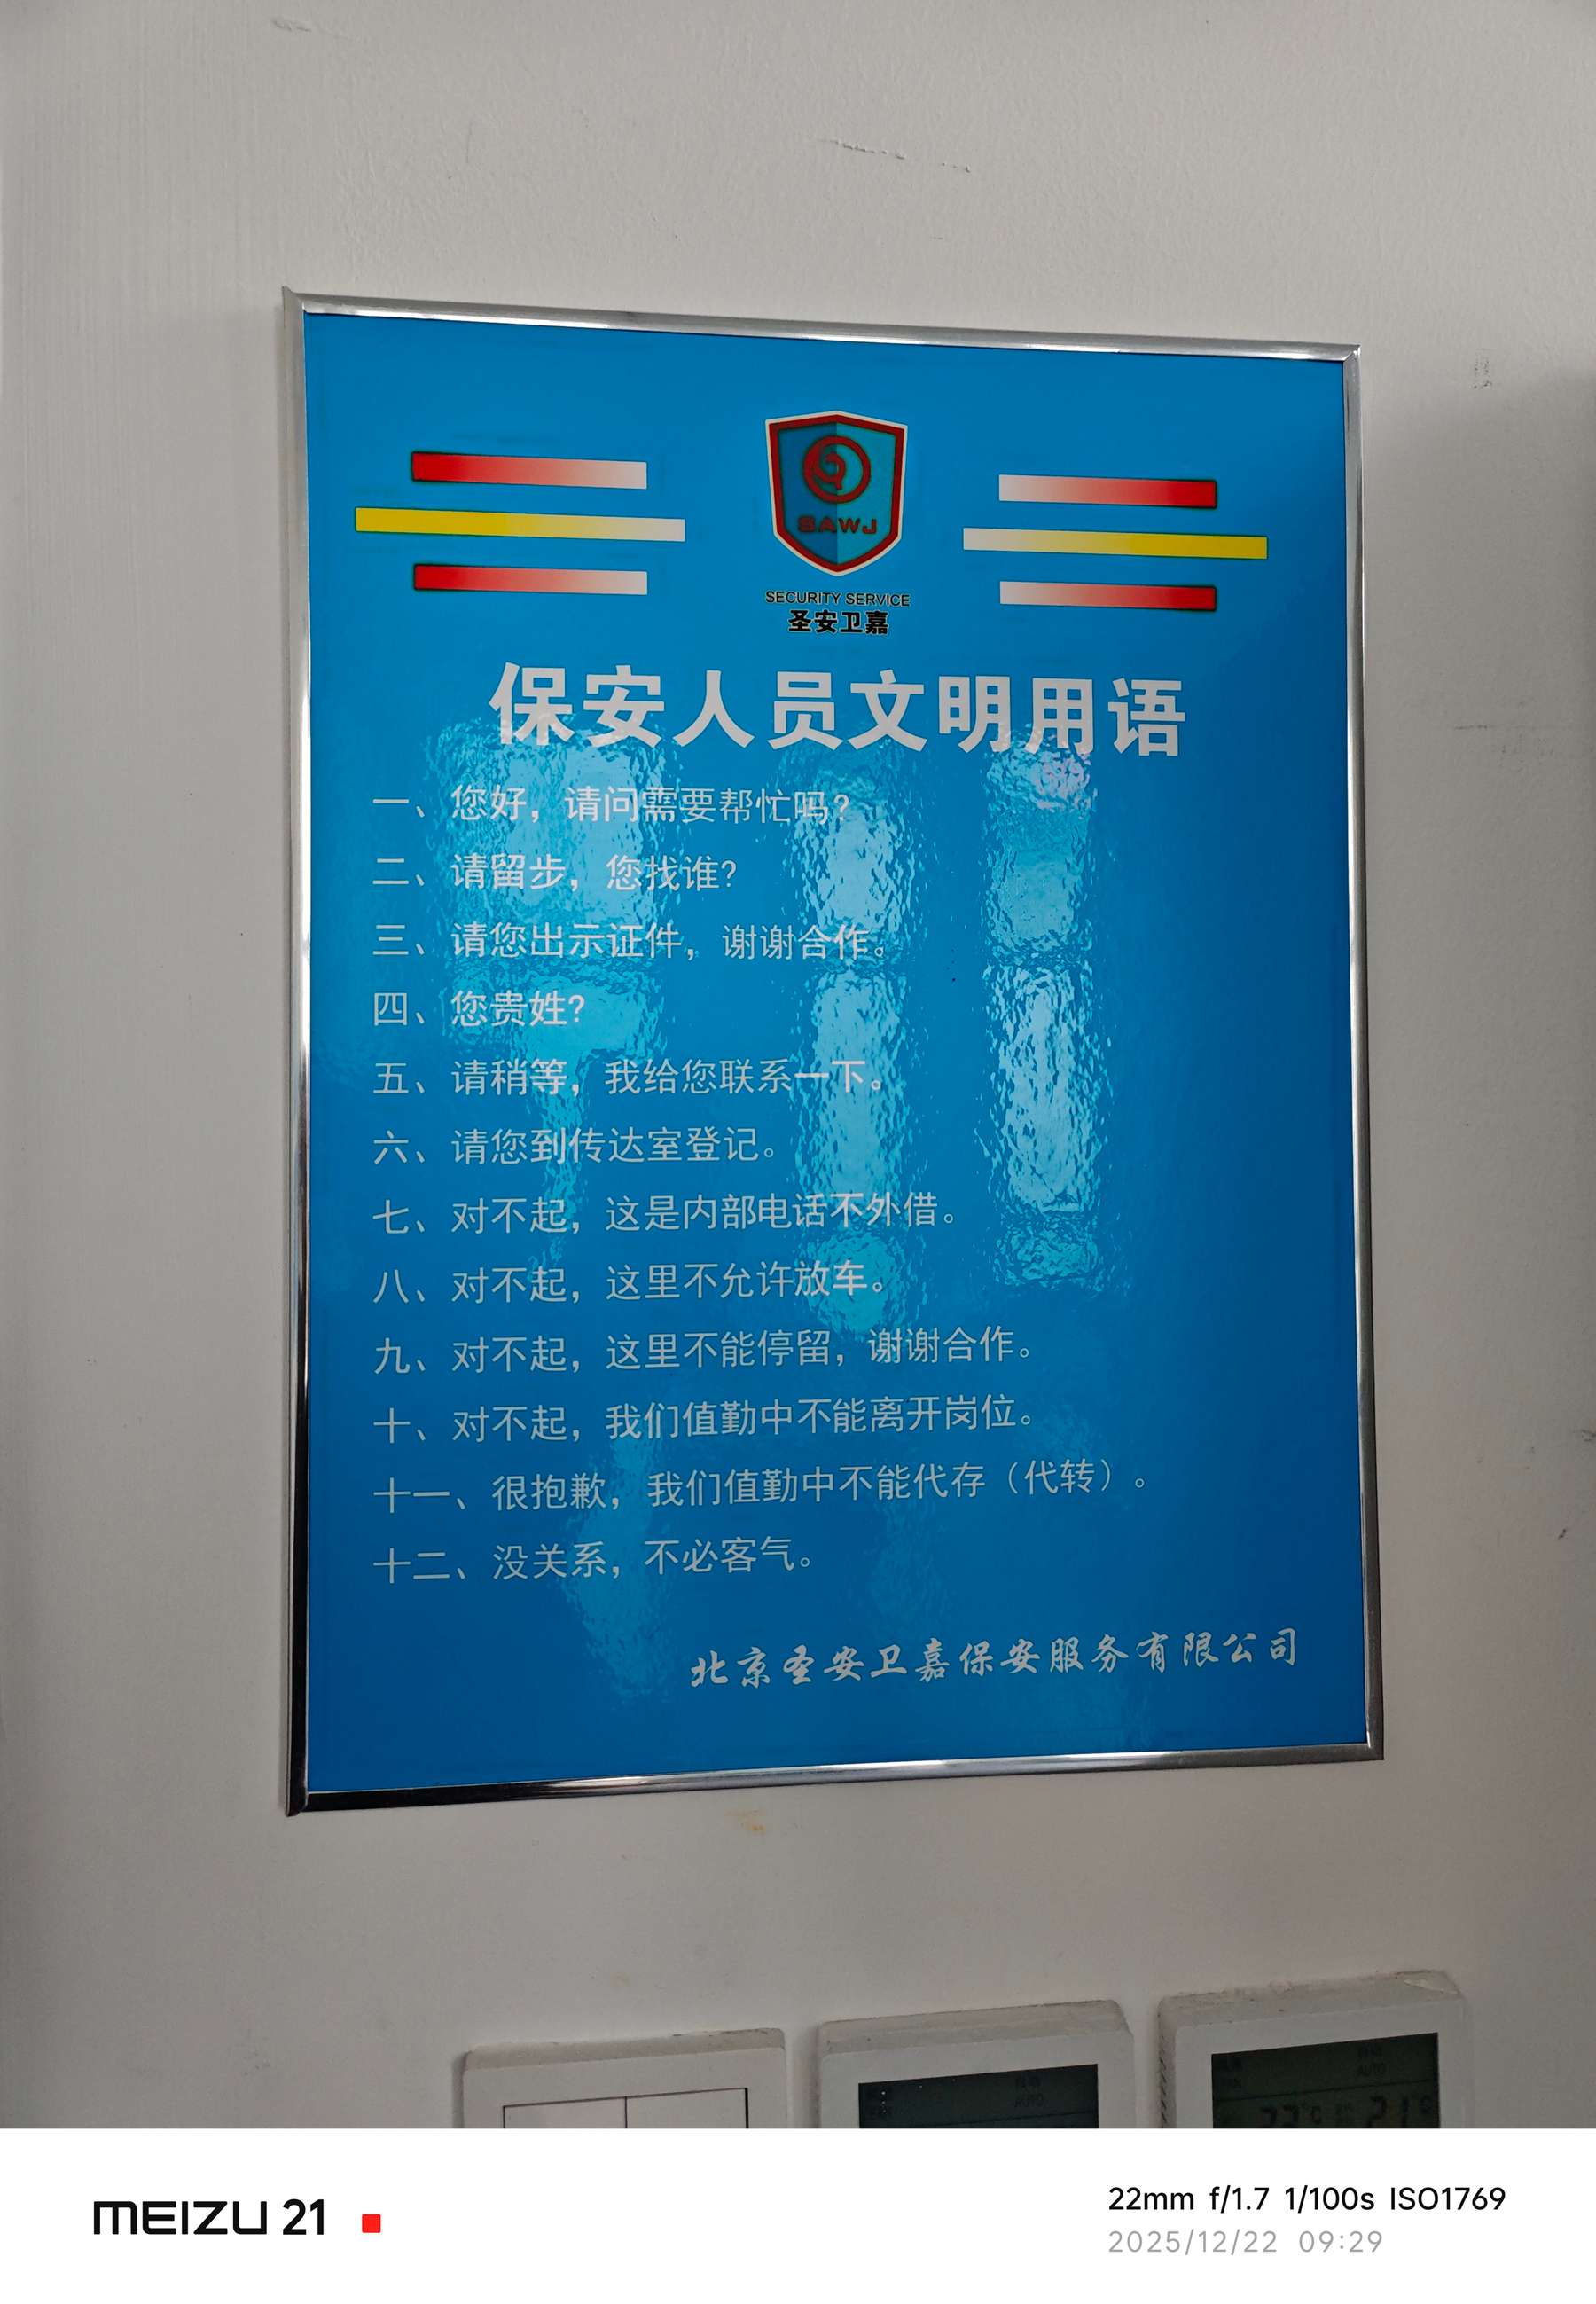 SAWJ
SECURITY SERVICE
圣安卫嘉
保安人员文明用语
一、您好，请问需要帮忙吗？
二、请留步，您找谁？
三、请您出示证件，谢谢合作。
四、您贵姓？
五、请稍等，我给您联系一下。
六、请您到传达室登记。
七、对不起，这是内部电话不外借。
八、对不起，这里不允许放车。
九、对不起，这里不能停留，谢谢合作。
十、对不起，我们值勤中不能离开岗位。
十一、很抱歉，我们值勤中不能代存（代转）。
十二、没关系，不必客气。
北京圣安卫嘉保安服务有限公司
AUTO
MEIZU 21
22mm f/1.7 1/100s ISO1769
2025/12/22 09:29